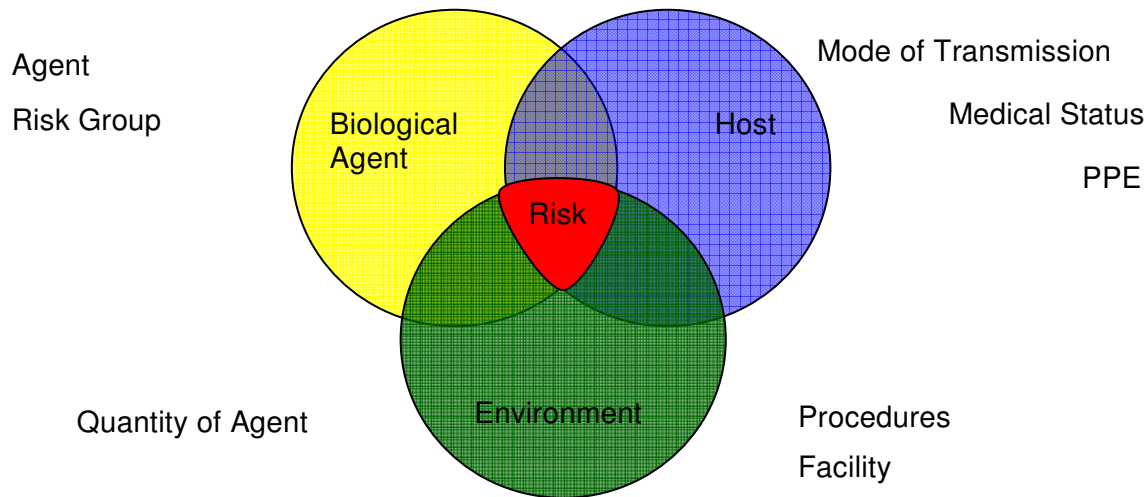 Agent
Risk Group
Biological
Agent
Host
Mode of Transmission
Medical Status
PPE
Risk
Quantity of Agent
Environment
Procedures
Facility